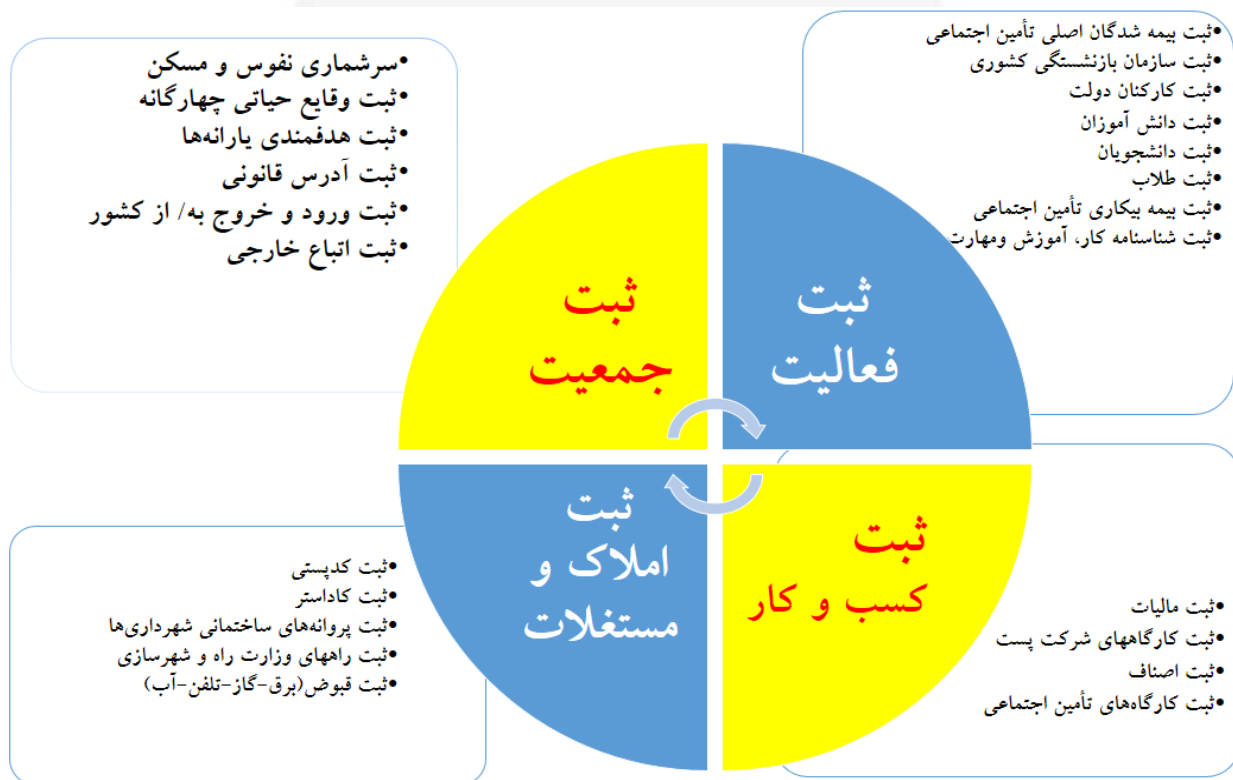 •ثبت بیمه شدگان اصلی تأمین اجتماعی
•ثبت سازمان بازنشستگی کشوری
•ثبت کارکنان دولت
•ثبت دانش آموزان
•ثبت دانشجویان
•ثبت طلاب
•ثبت بیمه بیکاری تأمین اجتماعی
•ثبت شناسنامه کار، آموزش ومهارت
•سرشماری نفوس و مسکن
•ثبت وقایع حیاتی چهارگانه
•ثبت هدفمندی یارانه‌ها
•ثبت آدرس قانونی
•ثبت ورود و خروج به/ از کشور
•ثبت اتباع خارجی
ثبت
فعالیت
ثبت
جمعیت
ثبت
کسب و کار
ثبت
املاک و
مستغلات
•ثبت مالیات
•ثبت کارگاههای شرکت پست
•ثبت اصناف
•ثبت کارگاه‌های تأمین اجتماعی
•ثبت کدپستی
•ثبت کاداستر
•ثبت پروانه‌های ساختمانی شهرداری‌ها
•ثبت راههای وزارت راه و شهرسازی
•ثبت قبوض(برق-گاز-تلفن-آب)